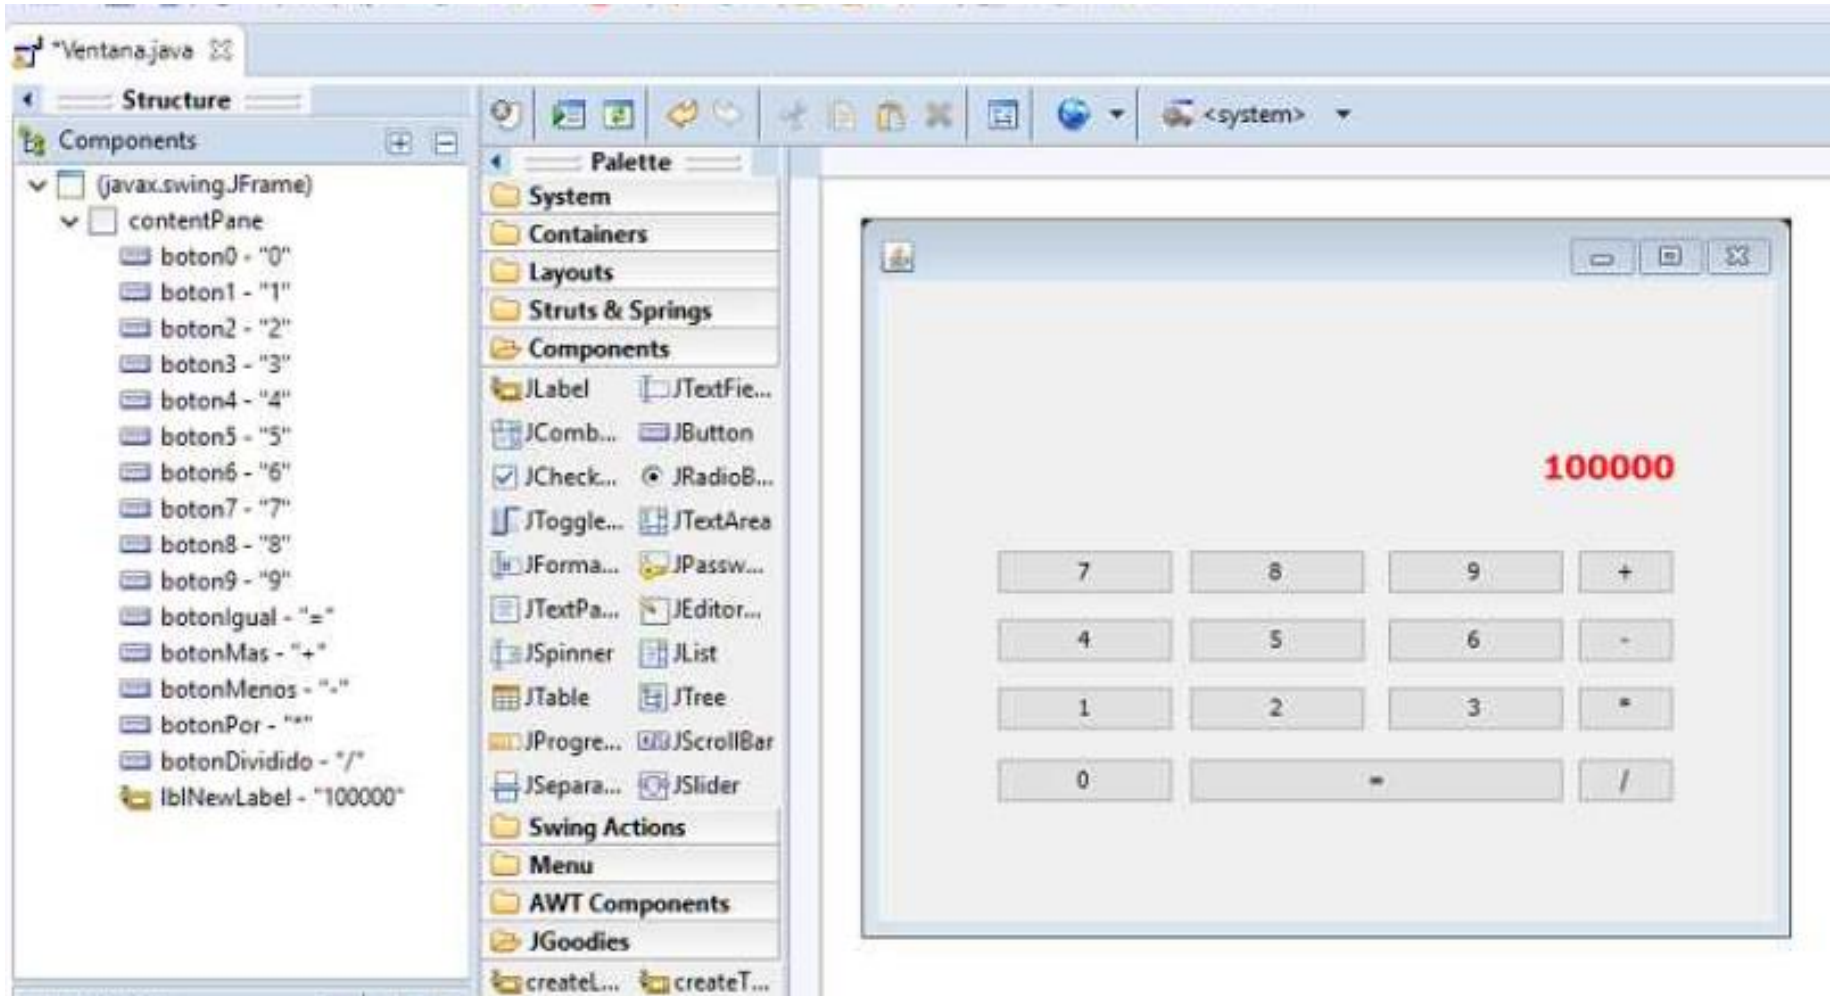 *Ventana.java
Structure
Components
(javax.swing.JFrame)
contentPane
boton0 - "0"
boton1 - "1"
boton2 - "2"
boton3 - "3"
boton4 - "4"
boton5 - "5"
boton6 - "6"
boton7 - "7"
boton8 - "8"
boton9 - "9"
botonIgual - "="
botonMas - "+"
botonMenos - "-"
botonPor - "*"
botonDividido - "/"
lblNewLabel - "100000"
<system>
Palette
System
Containers
Layouts
Struts & Springs
Components
JLabel JTextFie...
JComb... JButton
JCheck... JRadioB...
JToggle... JTextArea
JForma... JPassw...
JTextPa... JEditor...
JSpinner JList
JTable JTree
JProgre... JScrollBar
JSepara... JSlider
Swing Actions
Menu
AWT Components
JGoodies
createL... createT...
100000
7 8 9 +
4 5 6 -
1 2 3 *
0 = /